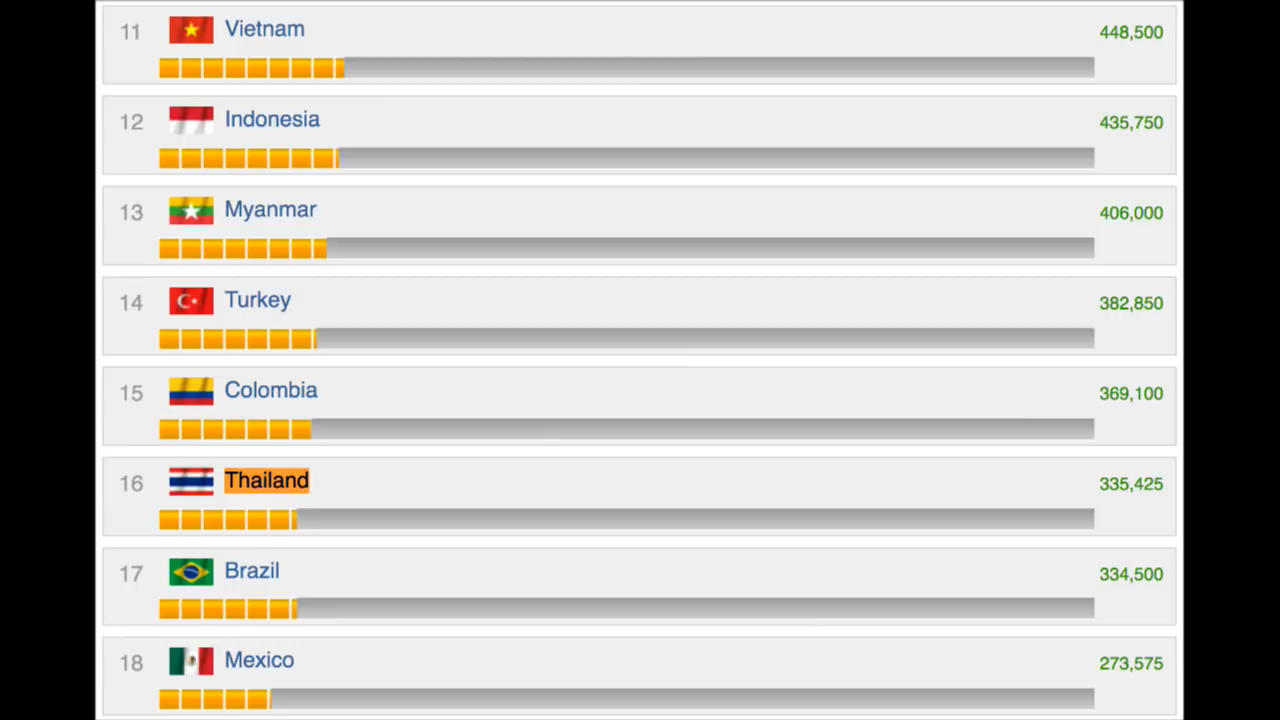 11 Vietnam 448,500
12 Indonesia 435,750
13 Myanmar 406,000
14 Turkey 382,850
15 Colombia 369,100
16 Thailand 335,425
17 Brazil 334,500
18 Mexico 273,575